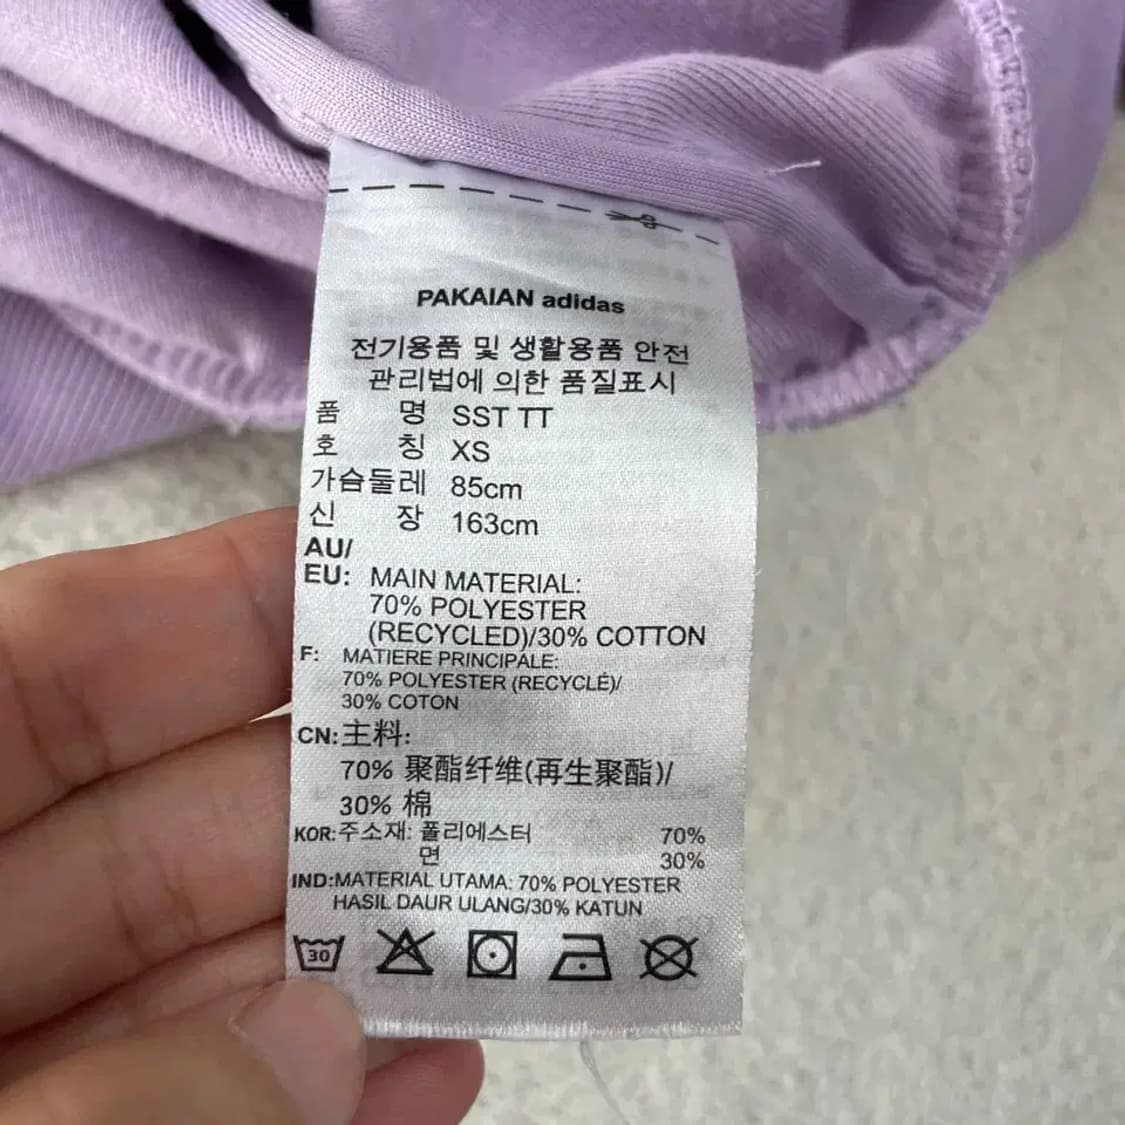 PAKAIAN adidas
전기용품 및 생활용품 안전
관리법에 의한 품질표시
품 명 SST TT
호 칭 XS
가슴둘레 85cm
신 장 163cm
AU/
EU: MAIN MATERIAL:
70% POLYESTER
(RECYCLED)/30% COTTON
F: MATIERE PRINCIPALE:
70% POLYESTER (RECYCLÉ)/
30% COTON
CN:主料:
70% 聚酯纤维(再生聚酯)/
30% 棉
KOR:주소재: 폴리에스터 70%
면 30%
IND:MATERIAL UTAMA: 70% POLYESTER
HASIL DAUR ULANG/30% KATUN
30